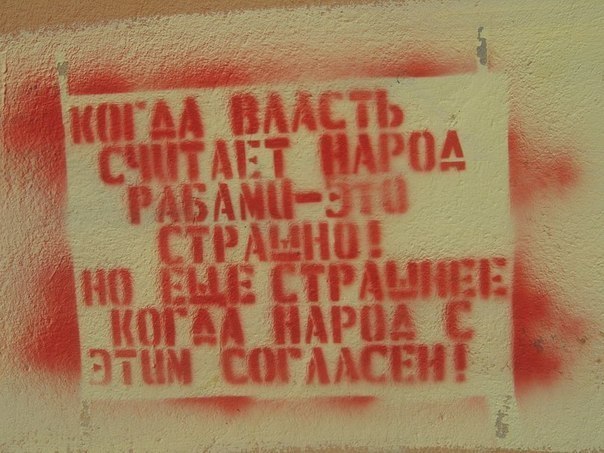 КОГДА ВЛАСТЬ
СЧИТАЕТ НАРОД
РАБАМИ-ЭТО
СТРАШНО!
НО ЕЩЕ СТРАШНЕЕ
КОГДА НАРОД С
ЭТИМ СОГЛАСЕН!